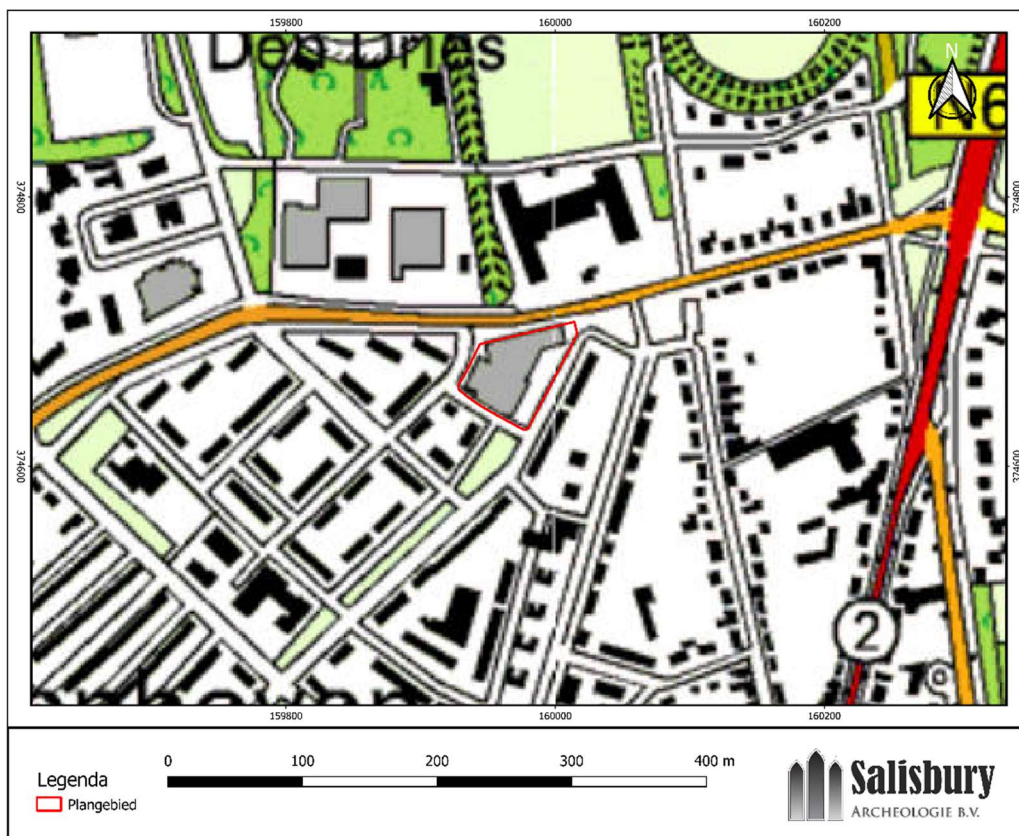 159800 160000 160200
Den Dries
N
N6
374800 374800
374600 374600
2
159800 160000 160200
Legenda
Plangebied
0 100 200 300 400 m
Salisbury
ARCHEOLOGIE B.V.